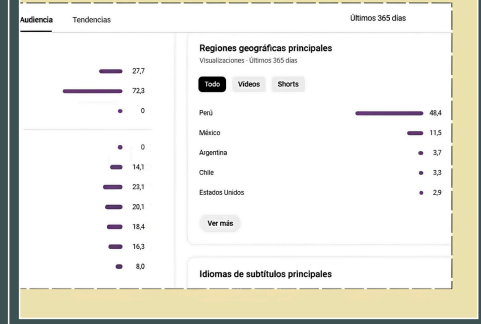 Audiencia Tendencias Últimos 365 días
27,7
72,3
0
0
14,1
23,1
20,1
18,4
16,3
8,0
Regiones geográficas principales
Visualizaciones · Últimos 365 días
Todo Vídeos Shorts
Perú 48,4
México 11,5
Argentina 3,7
Chile 3,3
Estados Unidos 2,9
Ver más
Idiomas de subtítulos principales